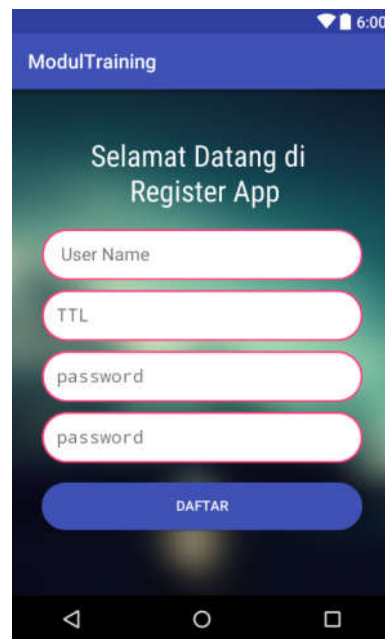 6:00
ModulTraining
Selamat Datang di
Register App
User Name
TTL
password
password
DAFTAR